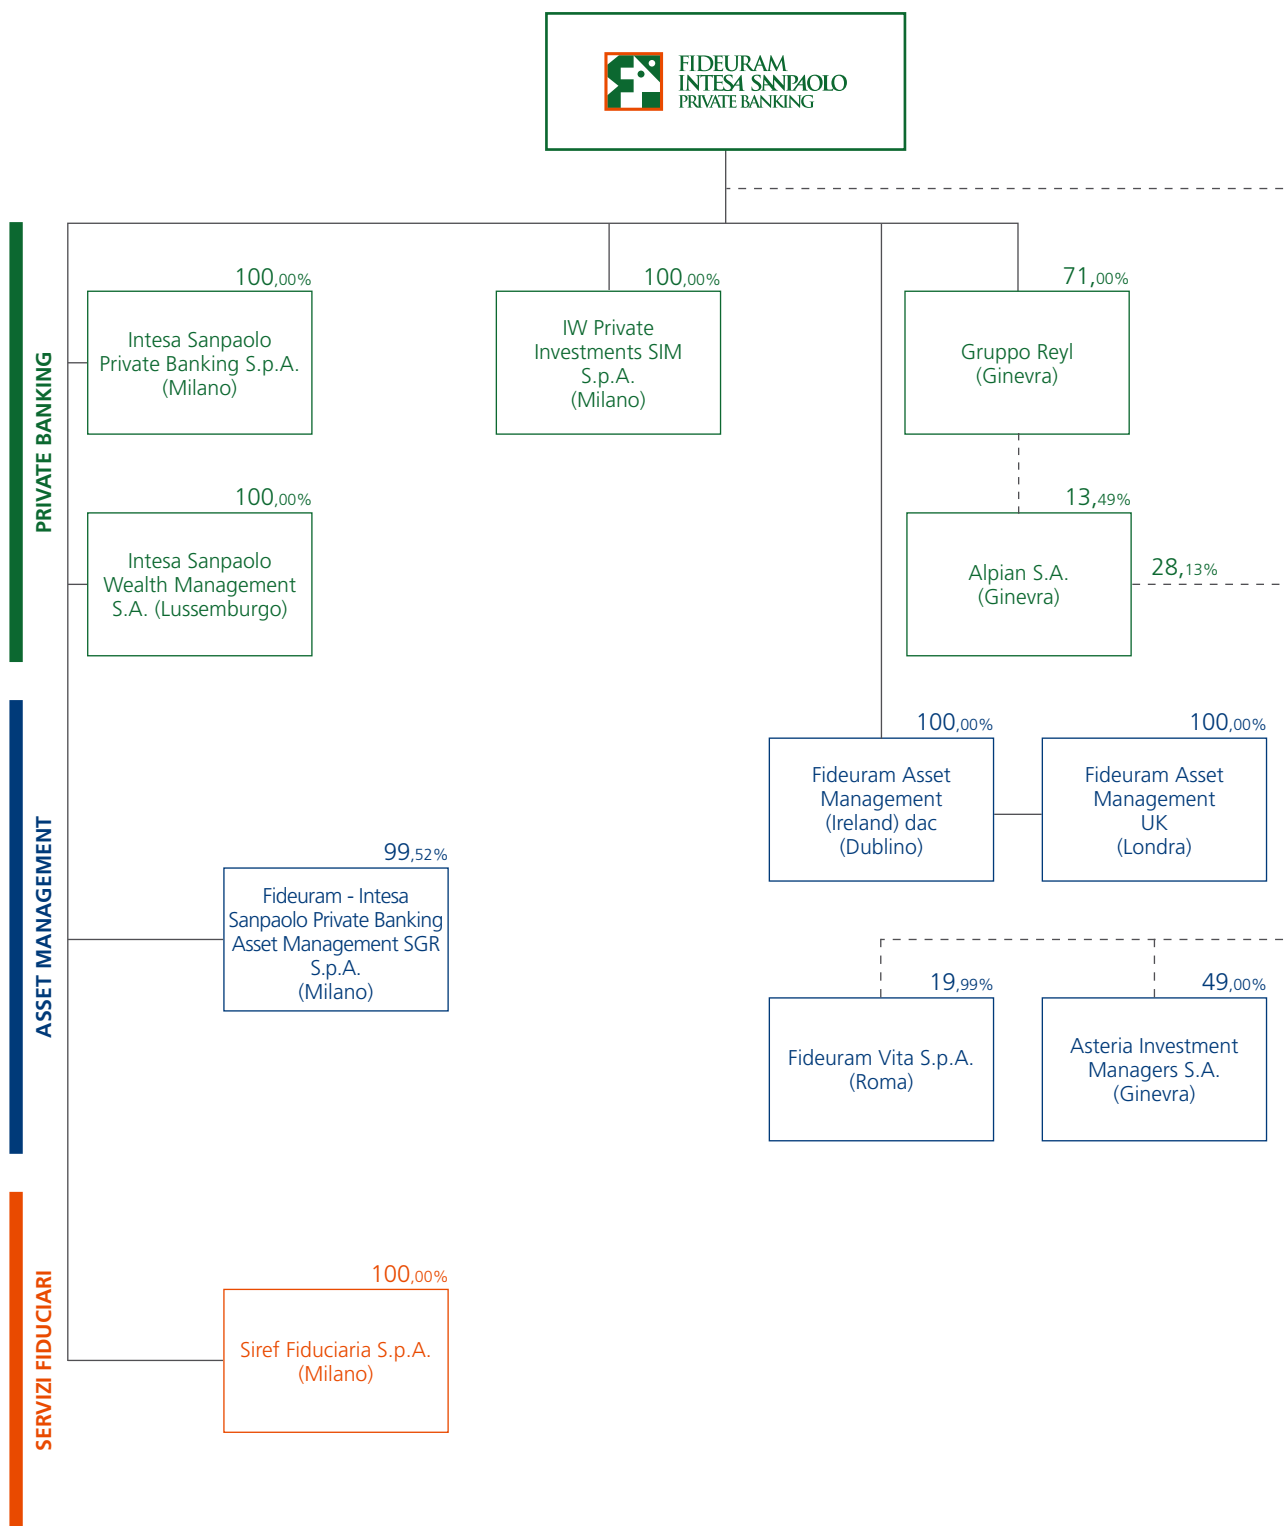 FIDEURAM
INTESA SANPAOLO
PRIVATE BANKING
PRIVATE BANKING
100,00%
Intesa Sanpaolo
Private Banking S.p.A.
(Milano)
100,00%
IW Private
Investments SIM
S.p.A.
(Milano)
71,00%
Gruppo Reyl
(Ginevra)
100,00%
Intesa Sanpaolo
Wealth Management
S.A. (Lussemburgo)
13,49%
Alpian S.A.
(Ginevra)
28,13%
ASSET MANAGEMENT
100,00%
Fideuram Asset
Management
(Ireland) dac
(Dublino)
100,00%
Fideuram Asset
Management
UK
(Londra)
99,52%
Fideuram - Intesa
Sanpaolo Private Banking
Asset Management SGR
S.p.A.
(Milano)
19,99%
Fideuram Vita S.p.A.
(Roma)
49,00%
Asteria Investment
Managers S.A.
(Ginevra)
SERVIZI FIDUCIARI
100,00%
Siref Fiduciaria S.p.A.
(Milano)